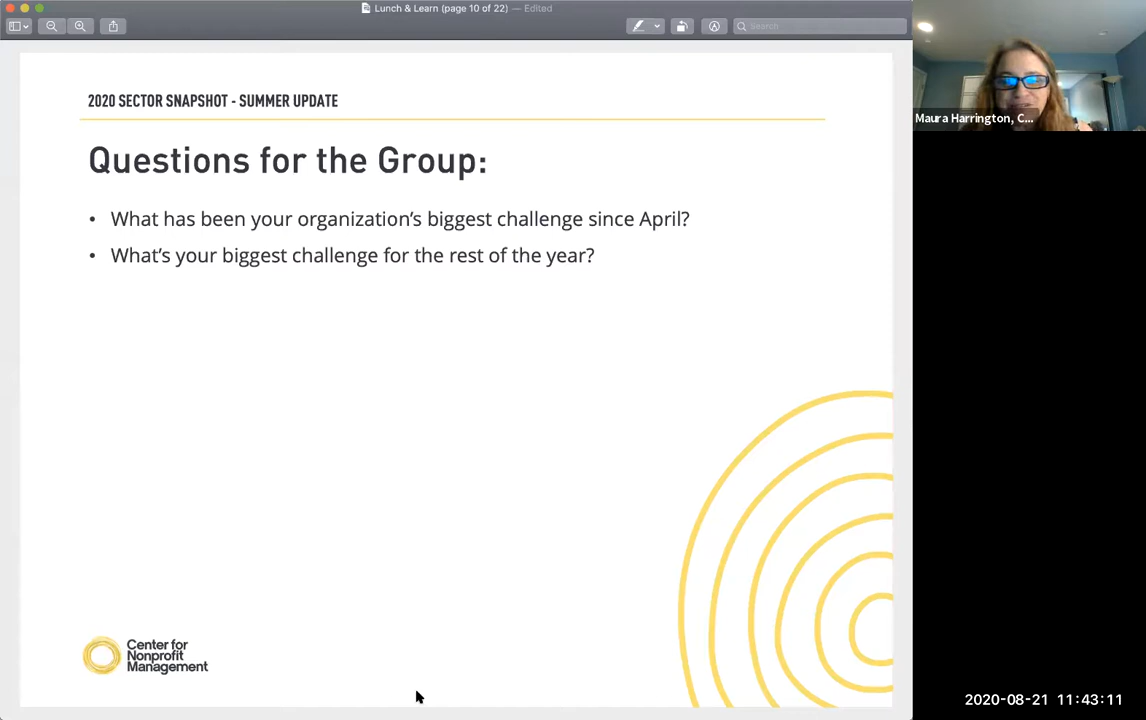 Lunch & Learn (page 10 of 22) — Edited
Search
2020 SECTOR SNAPSHOT - SUMMER UPDATE
Questions for the Group:
• What has been your organization’s biggest challenge since April?
• What’s your biggest challenge for the rest of the year?
Center for
Nonprofit
Management
Maura Harrington, C...
2020-08-21 11:43:11